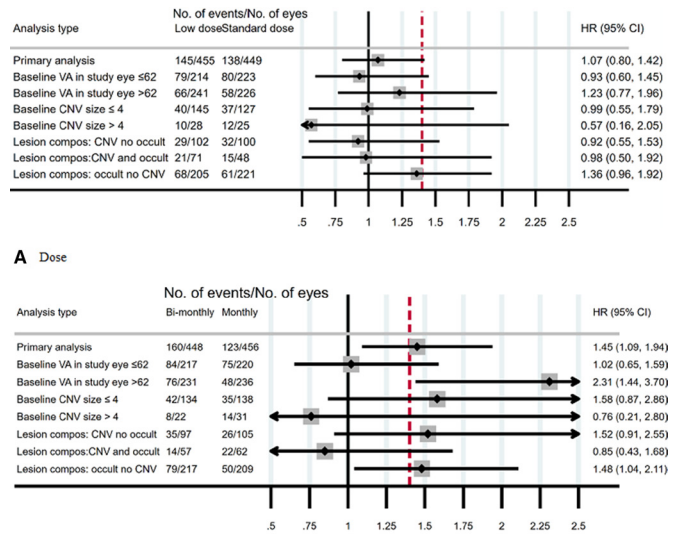 No. of events/No. of eyes
Analysis type Low dose Standard dose HR (95% CI)
Primary analysis 145/455 138/449 1.07 (0.80, 1.42)
Baseline VA in study eye ≤62 79/214 80/223 0.93 (0.60, 1.45)
Baseline VA in study eye >62 66/241 58/226 1.23 (0.77, 1.96)
Baseline CNV size ≤ 4 40/145 37/127 0.99 (0.55, 1.79)
Baseline CNV size > 4 10/28 12/25 0.57 (0.16, 2.05)
Lesion compos: CNV no occult 29/102 32/100 0.92 (0.55, 1.53)
Lesion compos:CNV and occult 21/71 15/48 0.98 (0.50, 1.92)
Lesion compos: occult no CNV 68/205 61/221 1.36 (0.96, 1.92)
.5 .75 1 1.25 1.5 1.75 2 2.25 2.5
A Dose
No. of events/No. of eyes
Analysis type Bi-monthly Monthly HR (95% CI)
Primary analysis 160/448 123/456 1.45 (1.09, 1.94)
Baseline VA in study eye ≤62 84/217 75/220 1.02 (0.65, 1.59)
Baseline VA in study eye >62 76/231 48/236 2.31 (1.44, 3.70)
Baseline CNV size ≤ 4 42/134 35/138 1.58 (0.87, 2.86)
Baseline CNV size > 4 8/22 14/31 0.76 (0.21, 2.80)
Lesion compos: CNV no occult 35/97 26/105 1.52 (0.91, 2.55)
Lesion compos:CNV and occult 14/57 22/62 0.85 (0.43, 1.68)
Lesion compos: occult no CNV 79/217 50/209 1.48 (1.04, 2.11)
.5 .75 1 1.25 1.5 1.75 2 2.25 2.5